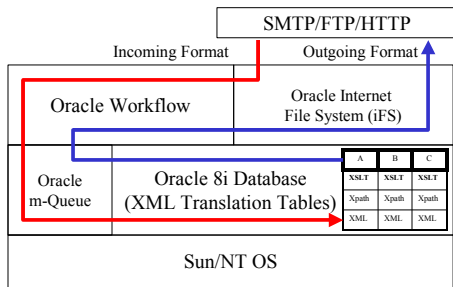 SMTP/FTP/HTTP
Incoming Format
Outgoing Format
Oracle Workflow
Oracle Internet
File System (iFS)
Oracle
m-Queue
Oracle 8i Database
(XML Translation Tables)
A B C
XSLT XSLT XSLT
Xpath Xpath Xpath
XML XML XML
Sun/NT OS